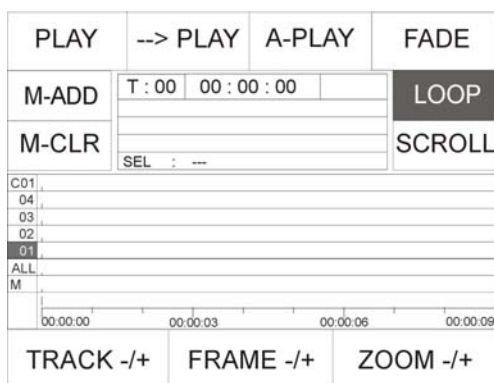 PLAY --> PLAY A-PLAY FADE
M-ADD T : 00 00 : 00 : 00 LOOP
M-CLR SEL : --- SCROLL
C01
04
03
02
01
ALL
M
00:00:00 00:00:03 00:00:06 00:00:09
TRACK -/+ FRAME -/+ ZOOM -/+